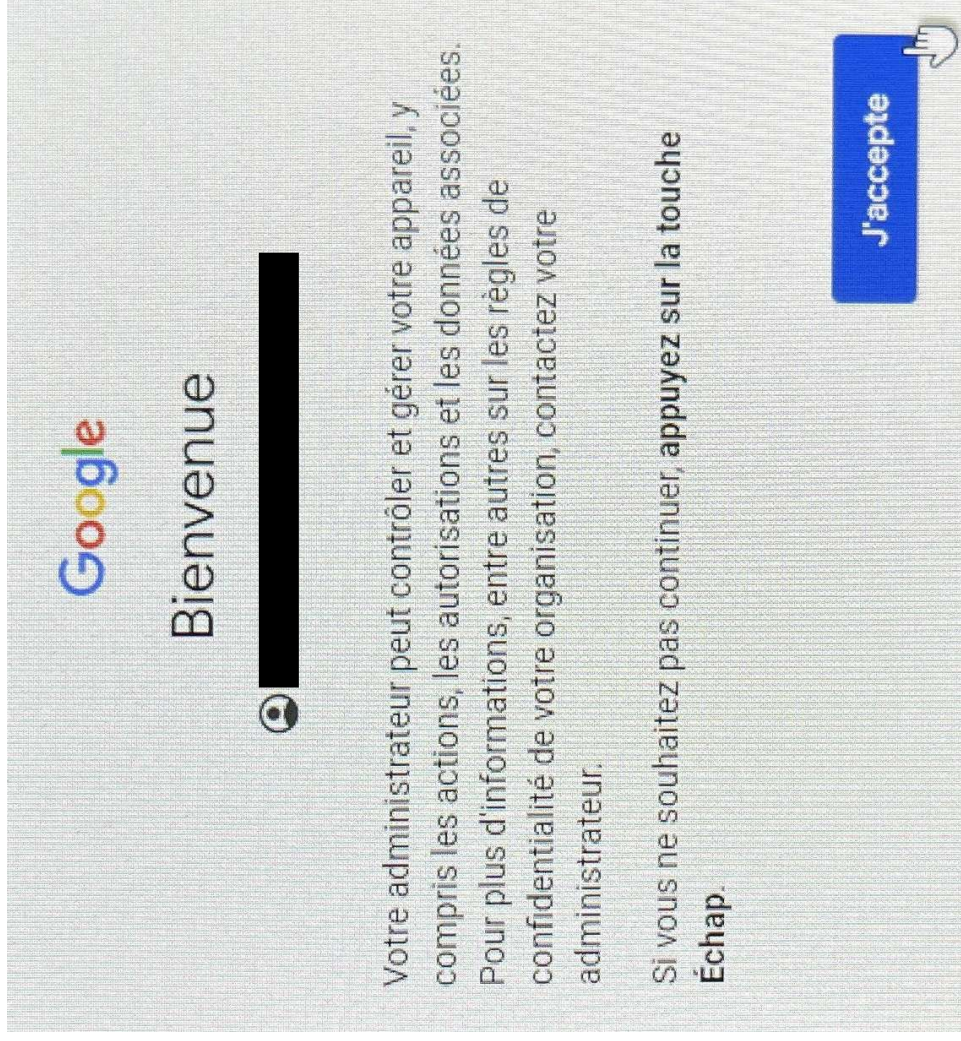 Google
Bienvenue
Votre administrateur peut contrôler et gérer votre appareil, y
compris les actions, les autorisations et les données associées.
Pour plus d'informations, entre autres sur les règles de
confidentialité de votre organisation, contactez votre
administrateur.
Si vous ne souhaitez pas continuer, appuyez sur la touche
Échap.
J'accepte